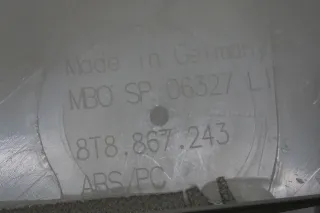 Made in Germany
MBO SP 06327 LI
8T8.867.243
ABS/PC